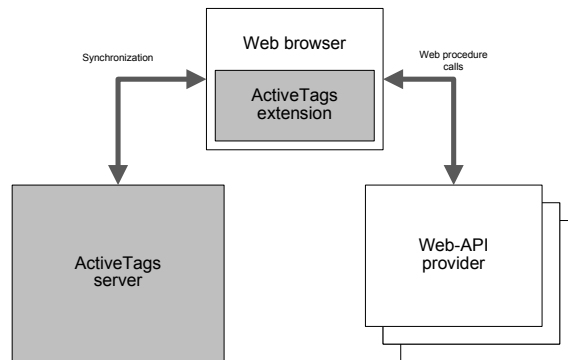 Web browser
Synchronization
Web procedure
calls
ActiveTags
extension
ActiveTags
server
Web-API
provider